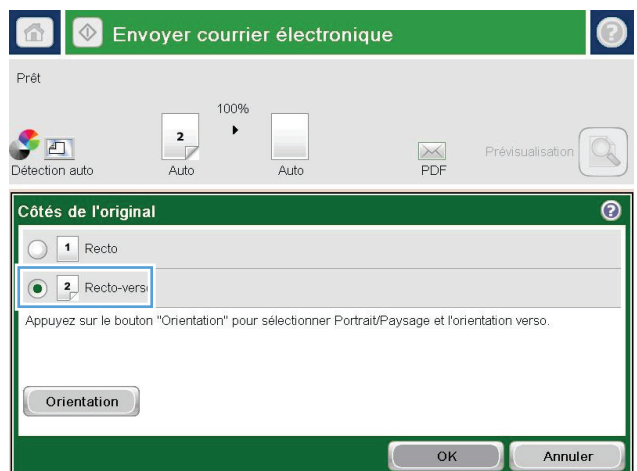 Envoyer courrier électronique
Prêt
100%
2
Détection auto
Auto
Auto
PDF
Prévisualisation
Côtés de l'original
1 Recto
2 Recto-vers
Appuyez sur le bouton "Orientation" pour sélectionner Portrait/Paysage et l'orientation verso.
Orientation
OK
Annuler